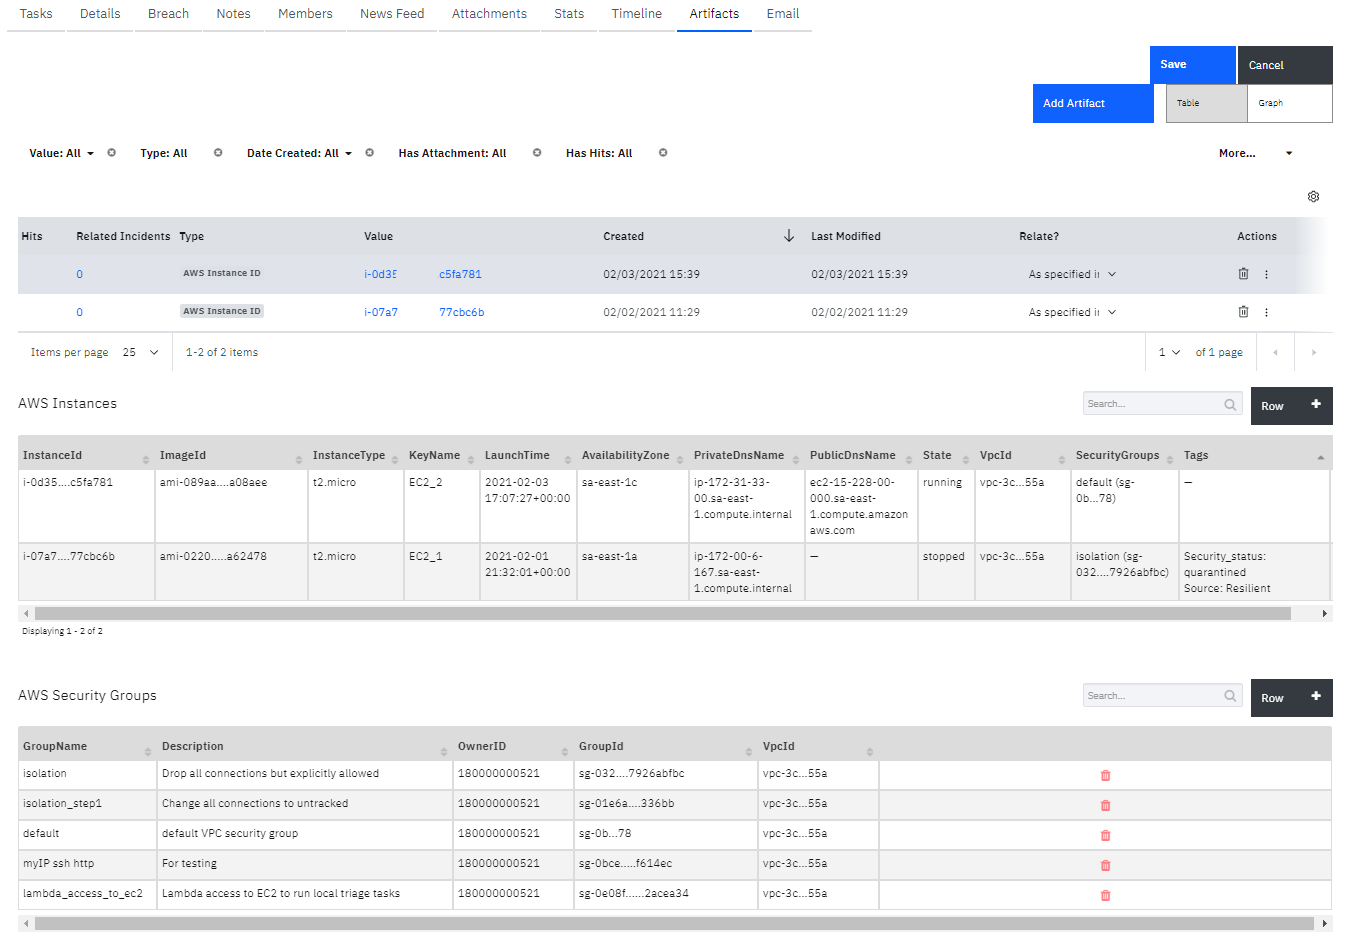 Tasks Details Breach Notes Members News Feed Attachments Stats Timeline Artifacts Email
Save Cancel
Add Artifact Table Graph
Value: All Type: All Date Created: All Has Attachment: All Has Hits: All More...
Hits Related Incidents Type Value Created Last Modified Relate? Actions
0 AWS Instance ID i-0d35 c5fa781 02/03/2021 15:39 02/03/2021 15:39 As specified in
0 AWS Instance ID i-07a7 77cbc6b 02/02/2021 11:29 02/02/2021 11:29 As specified in
Items per page 25 1-2 of 2 items 1 of 1 page
AWS Instances Search... Row +
InstanceId ImageId InstanceType KeyName LaunchTime AvailabilityZone PrivateDnsName PublicDnsName State VpcId SecurityGroups Tags
i-0d35....c5fa781 ami-089aa....a08aee t2.micro EC2_2 2021-02-03 sa-east-1c ip-172-31-33- ec2-15-228-00- running vpc-3c...55a default (sg- —
17:07:27+00:00 00.sa-east- 000.sa-east- 0b...78)
1.compute.internal 1.compute.amazon
aws.com
i-07a7....77cbc6b ami-0220.....a62478 t2.micro EC2_1 2021-02-01 sa-east-1a ip-172-00-6- — stopped vpc-3c...55a isolation (sg- Security_status:
21:32:01+00:00 167.sa-east- 032....7926abfbc) quarantined
1.compute.internal Source: Resilient
Displaying 1 - 2 of 2
AWS Security Groups Search... Row +
GroupName Description OwnerID GroupId VpcId
isolation Drop all connections but explicitly allowed 180000000521 sg-032....7926abfbc vpc-3c...55a
isolation_step1 Change all connections to untracked 180000000521 sg-01e6a....336bb vpc-3c...55a
default default VPC security group 180000000521 sg-0b...78 vpc-3c...55a
myIP ssh http For testing 180000000521 sg-0bce.....f614ec vpc-3c...55a
lambda_access_to_ec2 Lambda access to EC2 to run local triage tasks 180000000521 sg-0e08f......2acea34 vpc-3c...55a